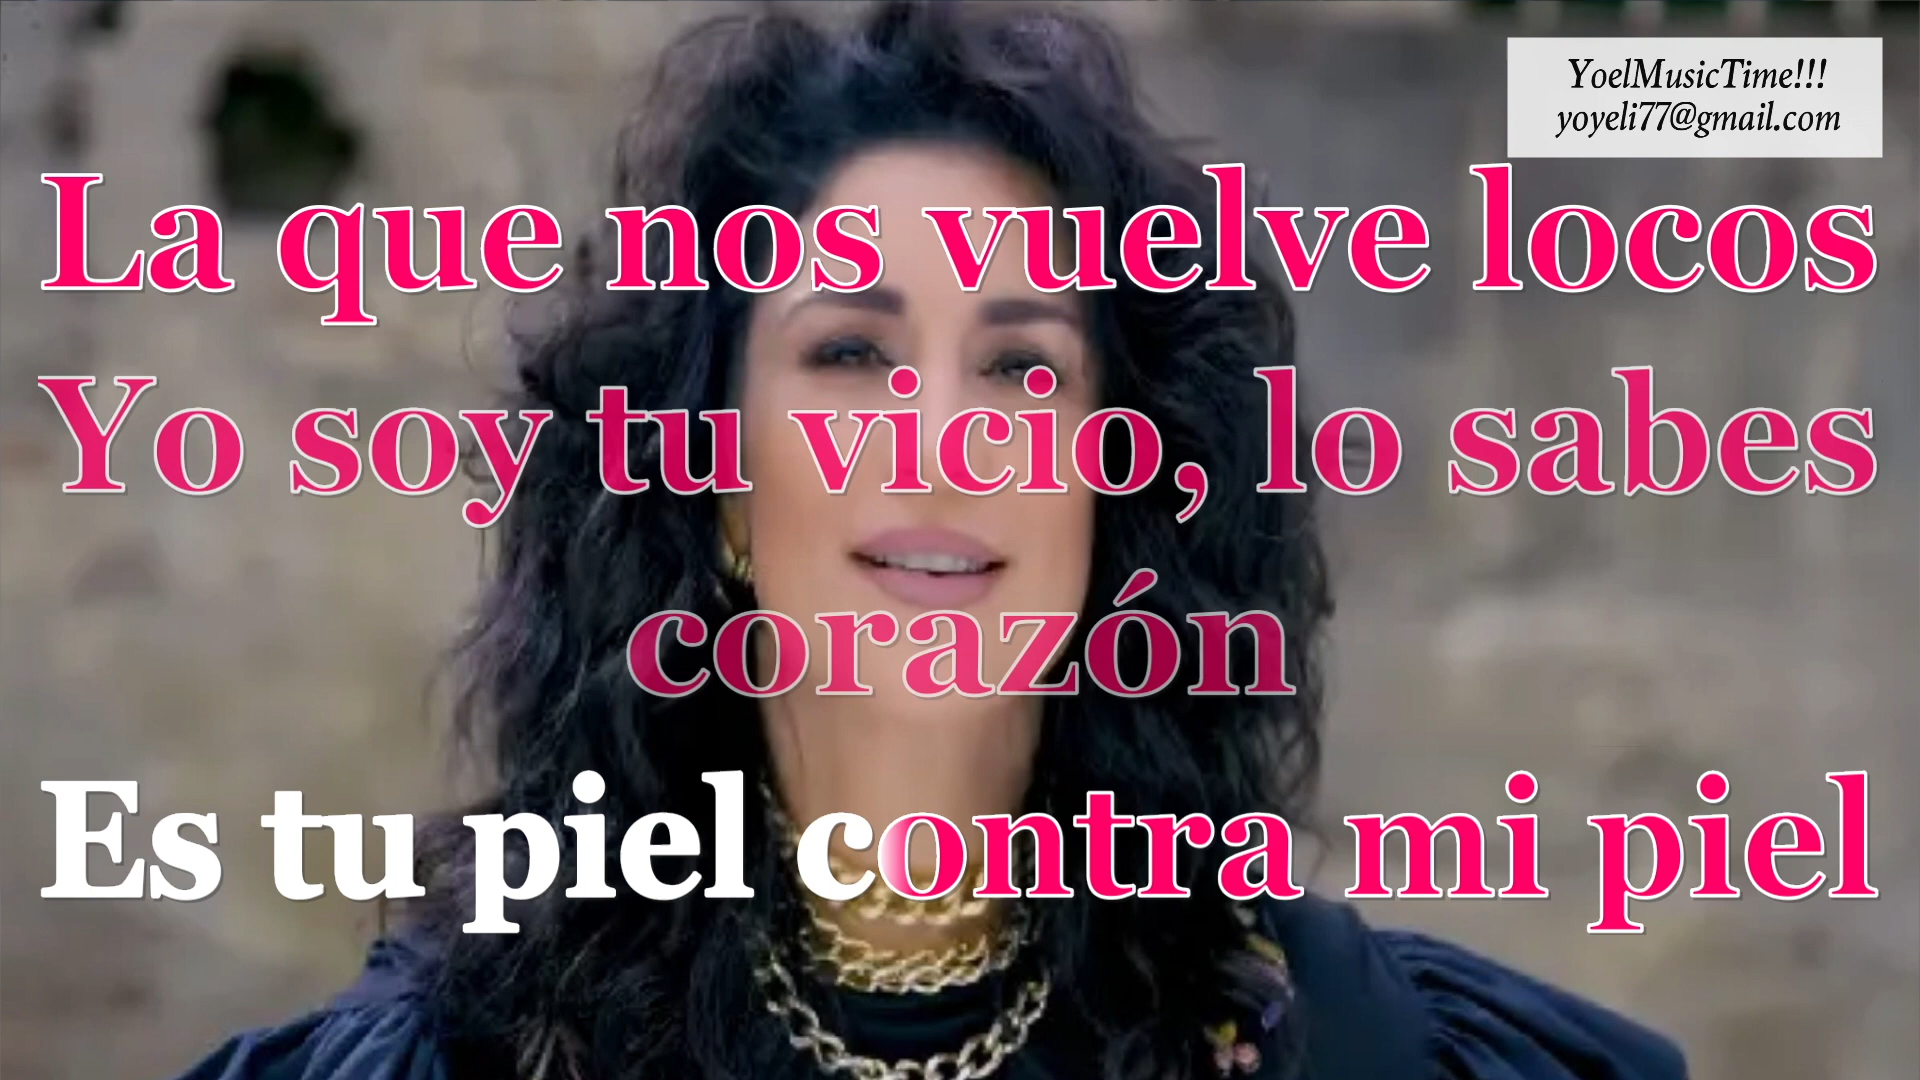 YoelMusicTime!!!
yoyeli77@gmail.com
La que nos vuelve locos
Yo soy tu vicio, lo sabes
corazón
Es tu piel contra mi piel